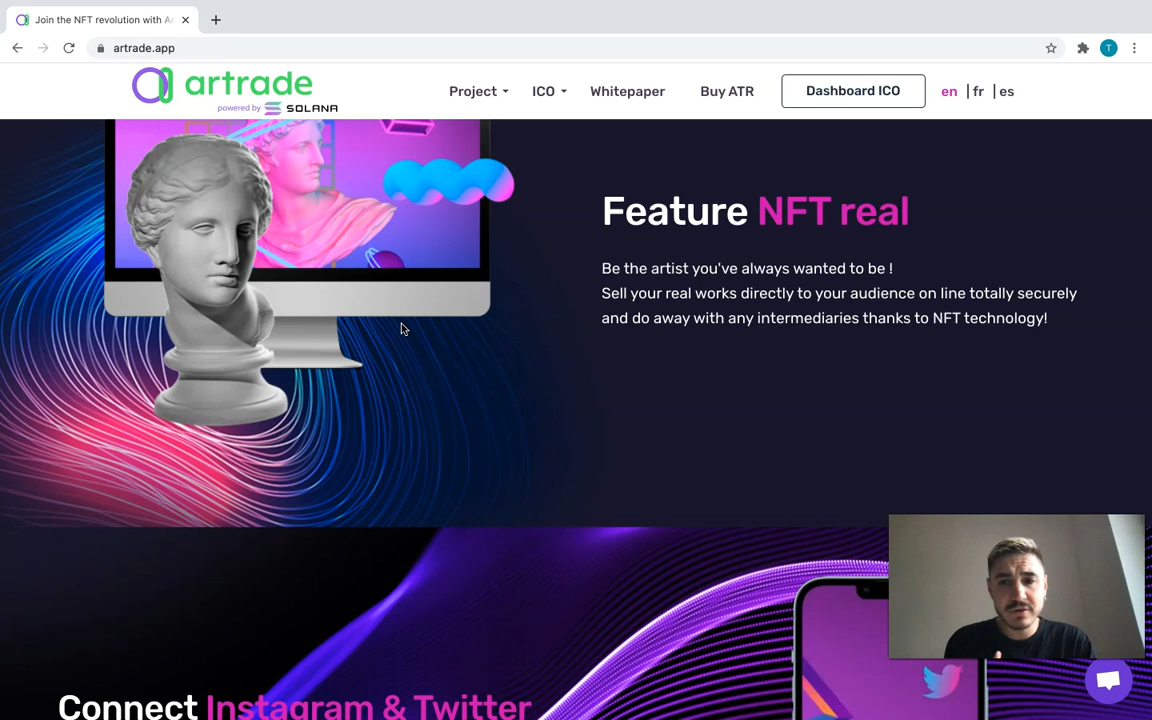 Join the NFT revolution with Ar
artrade.app
T
artrade
powered by SOLANA
Project
ICO
Whitepaper
Buy ATR
Dashboard ICO
en | fr | es
Feature NFT real
Be the artist you've always wanted to be !
Sell your real works directly to your audience on line totally securely
and do away with any intermediaries thanks to NFT technology!
Connect Instagram & Twitter